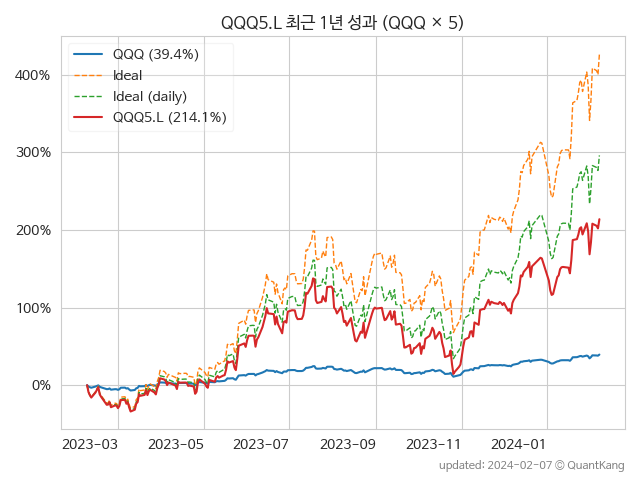 QQQ5.L 최근 1년 성과 (QQQ × 5)
QQQ (39.4%)
Ideal
Ideal (daily)
QQQ5.L (214.1%)
400%
300%
200%
100%
0%
2023-03 2023-05 2023-07 2023-09 2023-11 2024-01
updated: 2024-02-07 © QuantKang